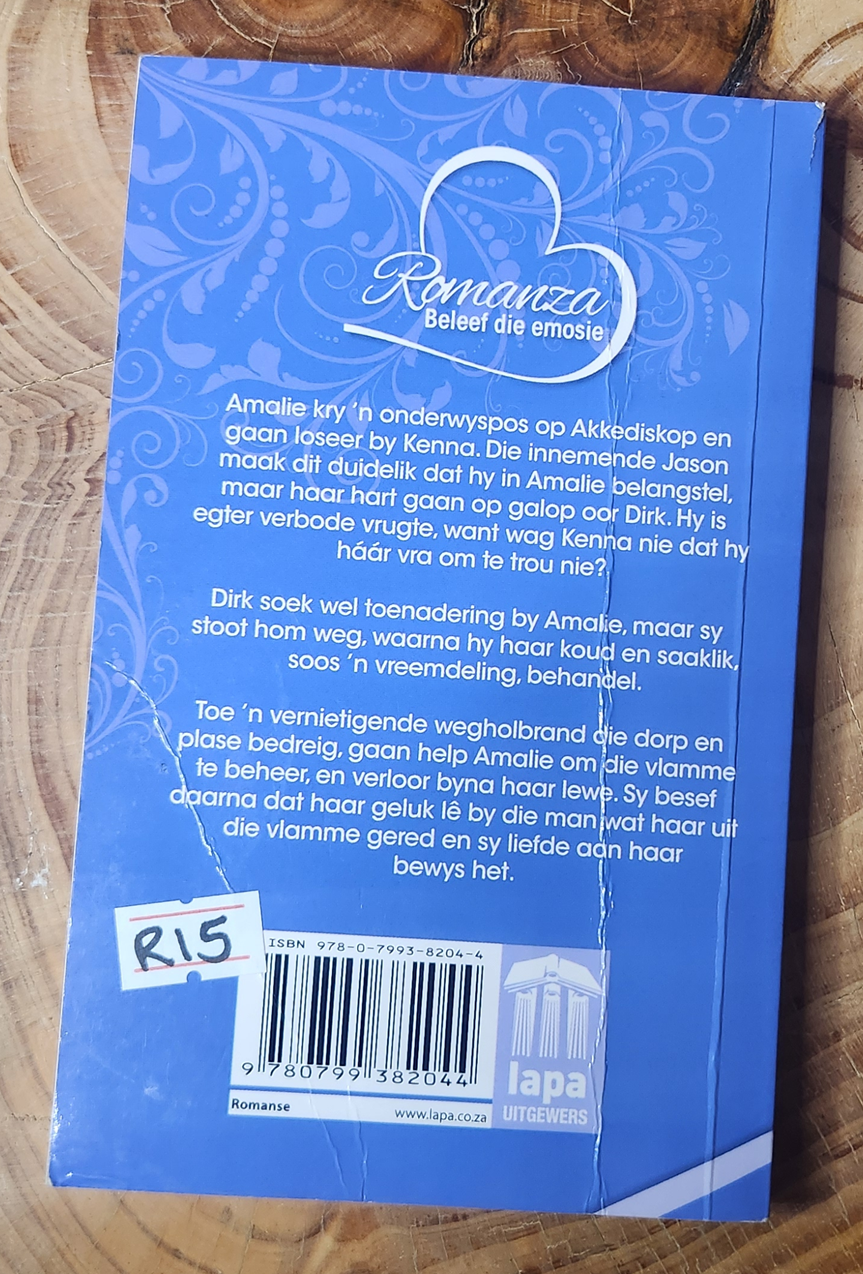 Romanza
Beleef die emosie
Amalie kry 'n onderwyspos op Akkediskop en
gaan loseer by Kenna. Die innemende Jason
maak dit duidelik dat hy in Amalie belangstel,
maar haar hart gaan op galop oor Dirk. Hy is
egter verbode vrugte, want wag Kenna nie dat hy
háár vra om te trou nie?
Dirk soek wel toenadering by Amalie, maar sy
stoot hom weg, waarna hy haar koud en saaklik,
soos 'n vreemdeling, behandel.
Toe 'n vernietigende wegholbrand die dorp en
plase bedreig, gaan help Amalie om die vlamme
te beheer, en verloor byna haar lewe. Sy besef
daarna dat haar geluk lê by die man wat haar uit
die vlamme gered en sy liefde aan haar
bewys het.
R15
ISBN 978-0-7993-8204-4
9 780799 382044
Romanse
www.lapa.co.za
lapa
UITGEWERS